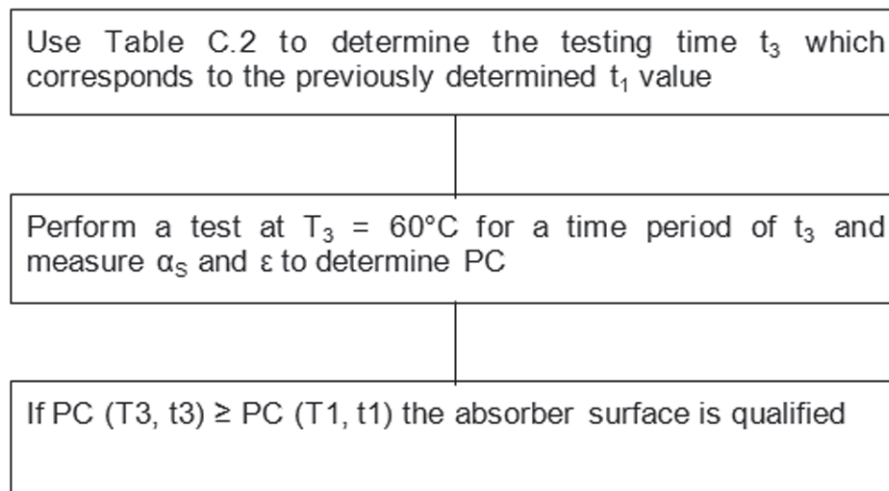 Use Table C.2 to determine the testing time t₃ which
corresponds to the previously determined t₁ value
Perform a test at T₃ = 60°C for a time period of t₃ and
measure αₛ and ε to determine PC
If PC (T3, t3) ≥ PC (T1, t1) the absorber surface is qualified